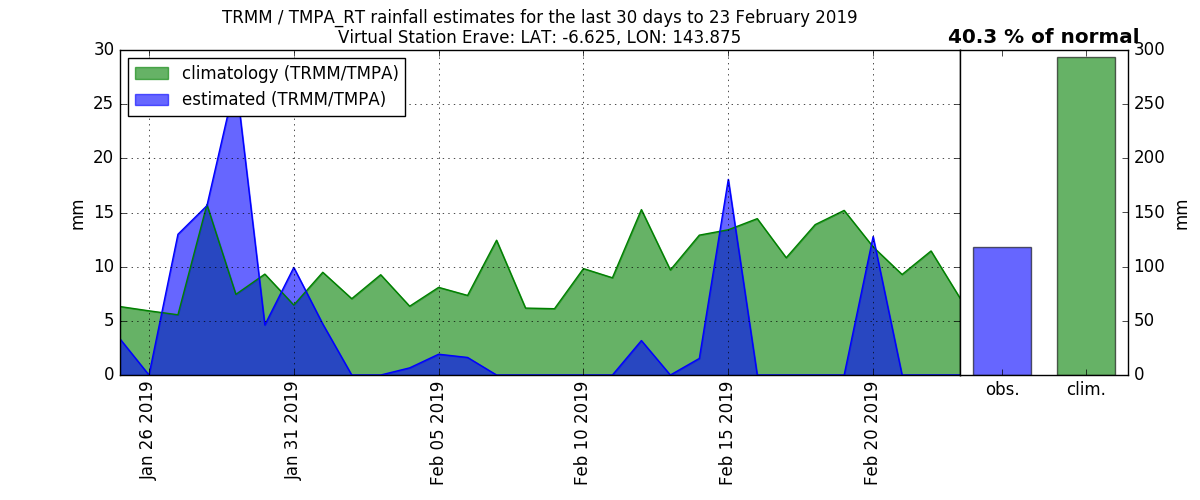 TRMM / TMPA_RT rainfall estimates for the last 30 days to 23 February 2019
Virtual Station Erave: LAT: -6.625, LON: 143.875
40.3 % of normal
climatology (TRMM/TMPA)
estimated (TRMM/TMPA)
30
25
20
15
10
5
0
mm
Jan 26 2019
Jan 31 2019
Feb 05 2019
Feb 10 2019
Feb 15 2019
Feb 20 2019
300
250
200
150
100
50
0
mm
obs.
clim.